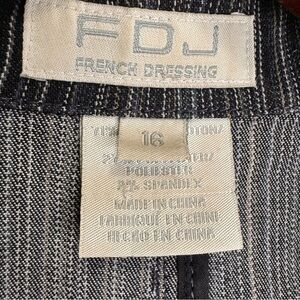 FDJ
FRENCH DRESSING
16
POLYESTER
2% SPANDEX
MADE IN CHINA
FABRIQUÉ EN CHINE
HECHO EN CHINA